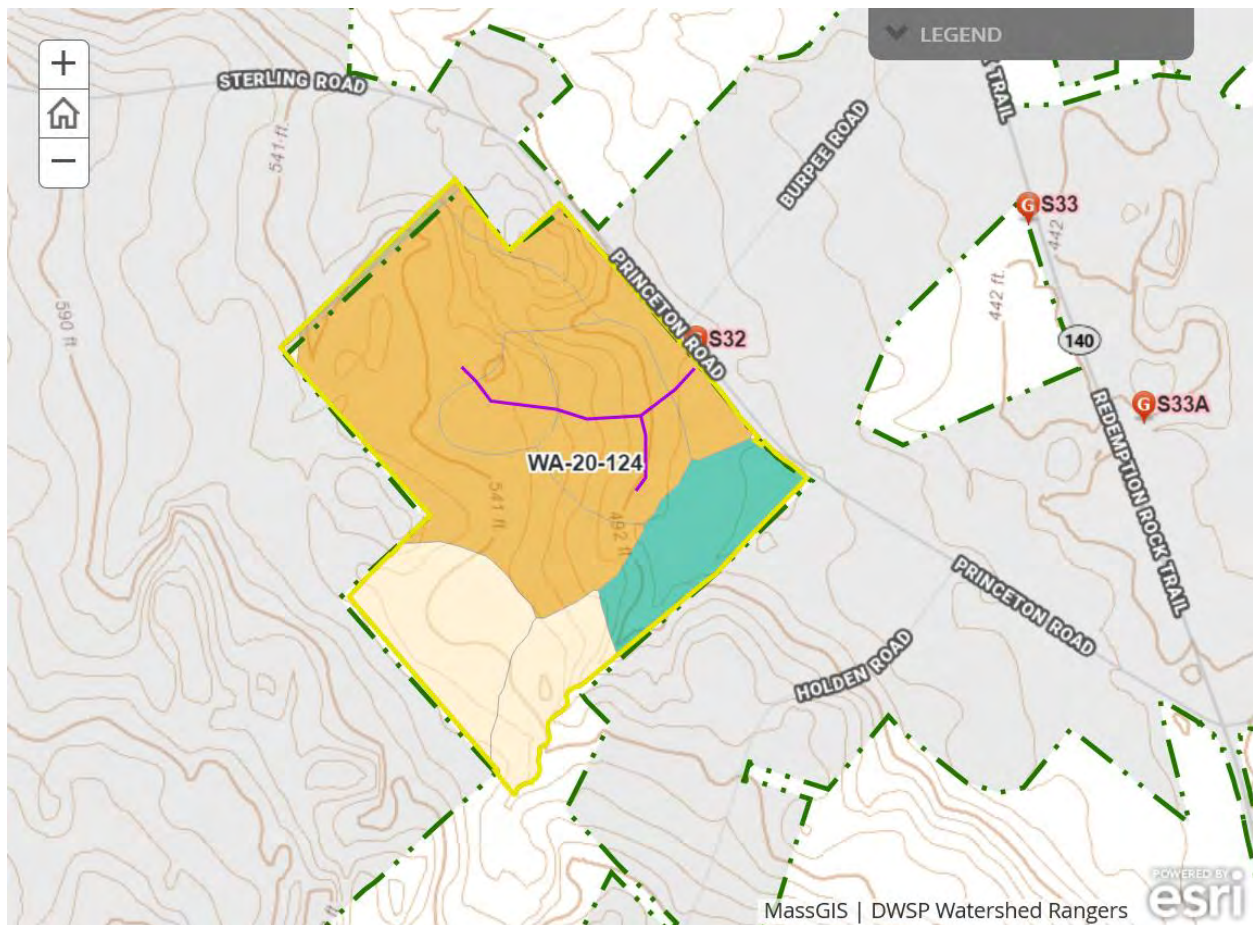 LEGEND
+
−
STERLING ROAD
541 ft.
K TRAIL
BURPEE ROAD
G S33
442
442 ft.
PRINCETON ROAD
G S32
590 ft
140
G S33A
REDEMPTION ROCK TRAIL
WA-20-124
541 ft
492 ft
PRINCETON ROAD
HOLDEN ROAD
POWERED BY
esri
MassGIS | DWSP Watershed Rangers